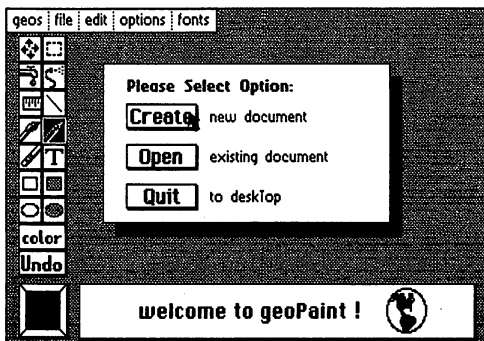 geos file edit options fonts
T
color
Undo
Please Select Option:
Create new document
Open existing document
Quit to deskTop
welcome to geoPaint !